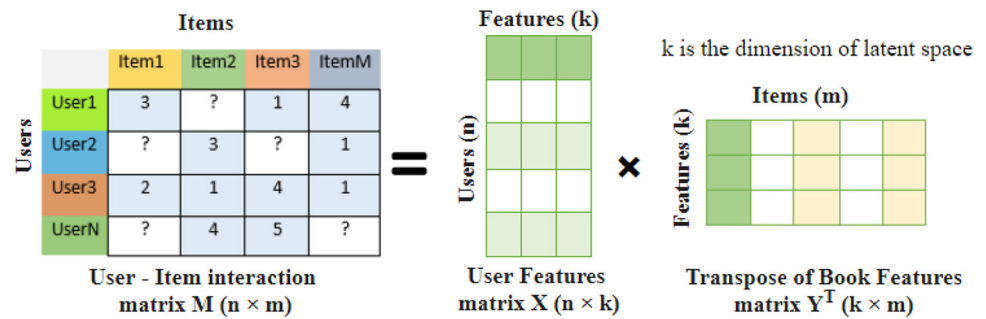 Items
Item1 Item2 Item3 ItemM
Users
User1 3 ? 1 4
User2 ? 3 ? 1
User3 2 1 4 1
UserN ? 4 5 ?
User - Item interaction
matrix M (n × m)
=
Features (k)
Users (n)
User Features
matrix X (n × k)
×
k is the dimension of latent space
Items (m)
Features (k)
Transpose of Book Features
matrix Yᵀ (k × m)